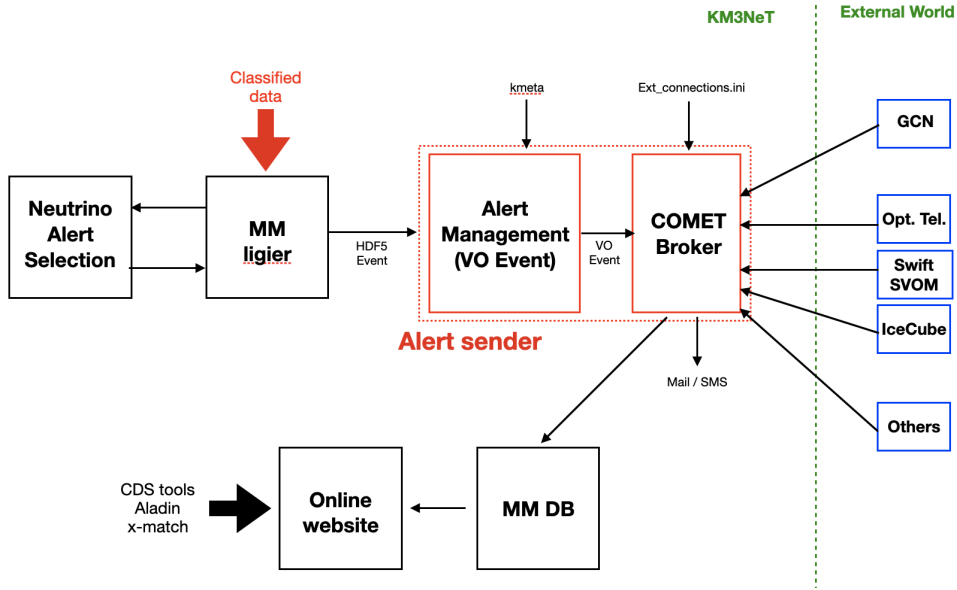 KM3NeT
External World
Classified
data
kmeta
Ext_connections.ini
GCN
Neutrino
Alert
Selection
MM
ligier
HDF5
Event
Alert
Management
(VO Event)
VO
Event
COMET
Broker
Opt. Tel.
Swift
SVOM
IceCube
Others
Alert sender
Mail / SMS
CDS tools
Aladin
x-match
Online
website
MM DB